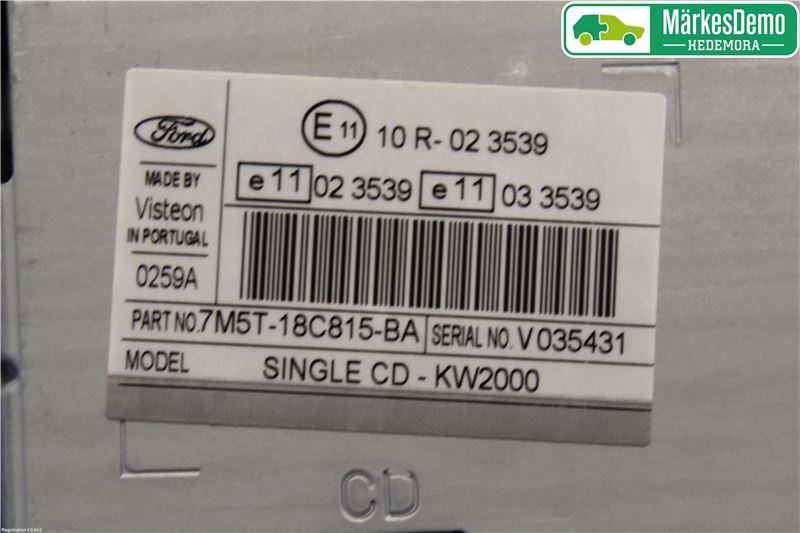 MärkesDemo
HEDEMORA
Ford
E 11 10 R- 02 3539
MADE BY
Visteon
IN PORTUGAL
0259A
e 11 02 3539 e 11 03 3539
PART NO. 7M5T-18C815-BA SERIAL NO. V 035431
MODEL SINGLE CD - KW2000
CD